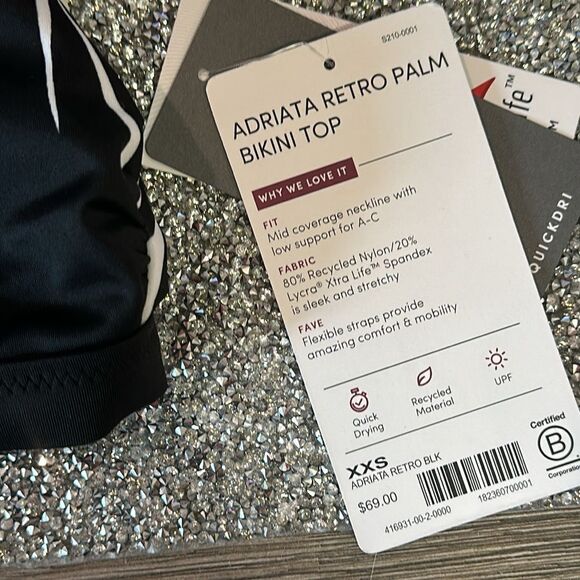 S210-0001
ADRIATA RETRO PALM
BIKINI TOP
WHY WE LOVE IT
FIT
Mid coverage neckline with
low support for A-C
FABRIC
80% Recycled Nylon/20%
Lycra® Xtra Life™ Spandex
is sleek and stretchy
FAVE
Flexible straps provide
amazing comfort & mobility
Quick
Drying
Recycled
Material
UPF
XXS
ADRIATA RETRO BLK
$69.00
416931-00-2-0000
182360700001
Certified
B
Corporation
QUICKDRI